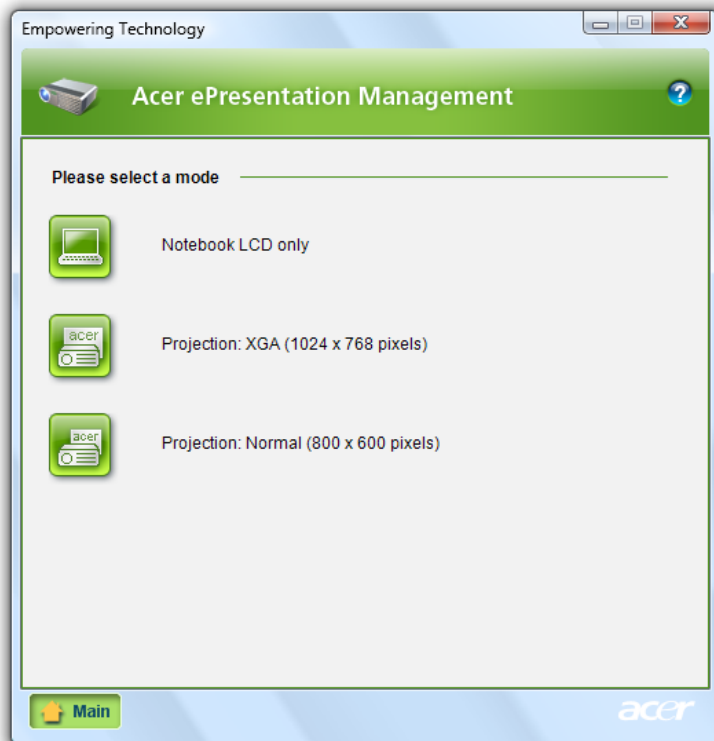 Empowering Technology
Acer ePresentation Management
?
Please select a mode
Notebook LCD only
acer
Projection: XGA (1024 x 768 pixels)
acer
Projection: Normal (800 x 600 pixels)
Main
acer